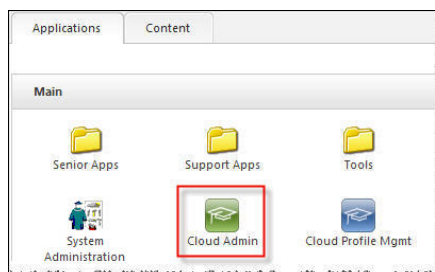 Applications Content
Main
Senior Apps Support Apps Tools
System Cloud Admin Cloud Profile Mgmt
Administration